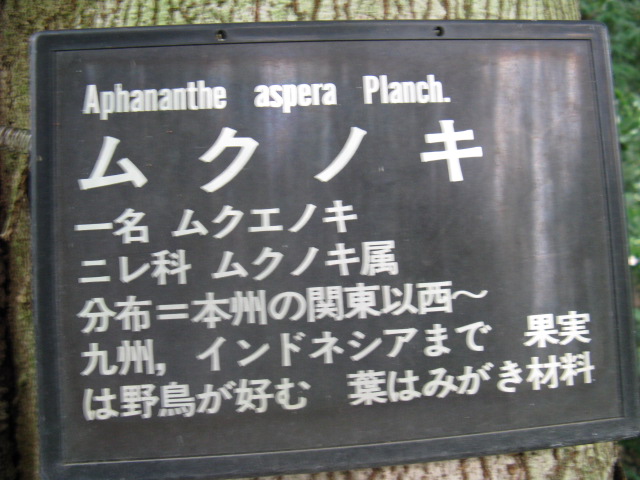 Aphananthe aspera Planch.
ムクノキ
一名 ムクエノキ
ニレ科 ムクノキ属
分布=本州の関東以西～
九州, インドネシアまで 果実
は野鳥が好む 葉はみがき材料